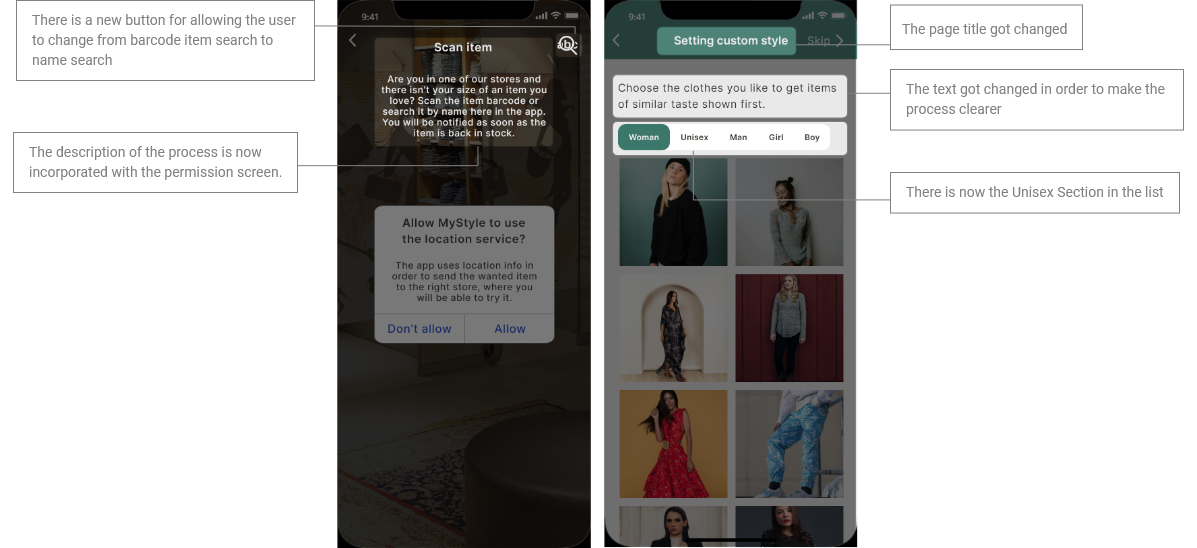 There is a new button for allowing the user
to change from barcode item search to
name search
The description of the process is now
incorporated with the permission screen.
9:41
Scan item
abc
Are you in one of our stores and
there isn't your size of an item you
love? Scan the item barcode or
search it by name here in the app.
You will be notified as soon as the
item is back in stock.
Allow MyStyle to use
the location service?
The app uses location info in
order to send the wanted item
to the right store, where you
will be able to try it.
Don't allow
Allow
9:41
Setting custom style
Skip
Choose the clothes you like to get items
of similar taste shown first.
Woman
Unisex
Man
Girl
Boy
The page title got changed
The text got changed in order to make the
process clearer
There is now the Unisex Section in the list